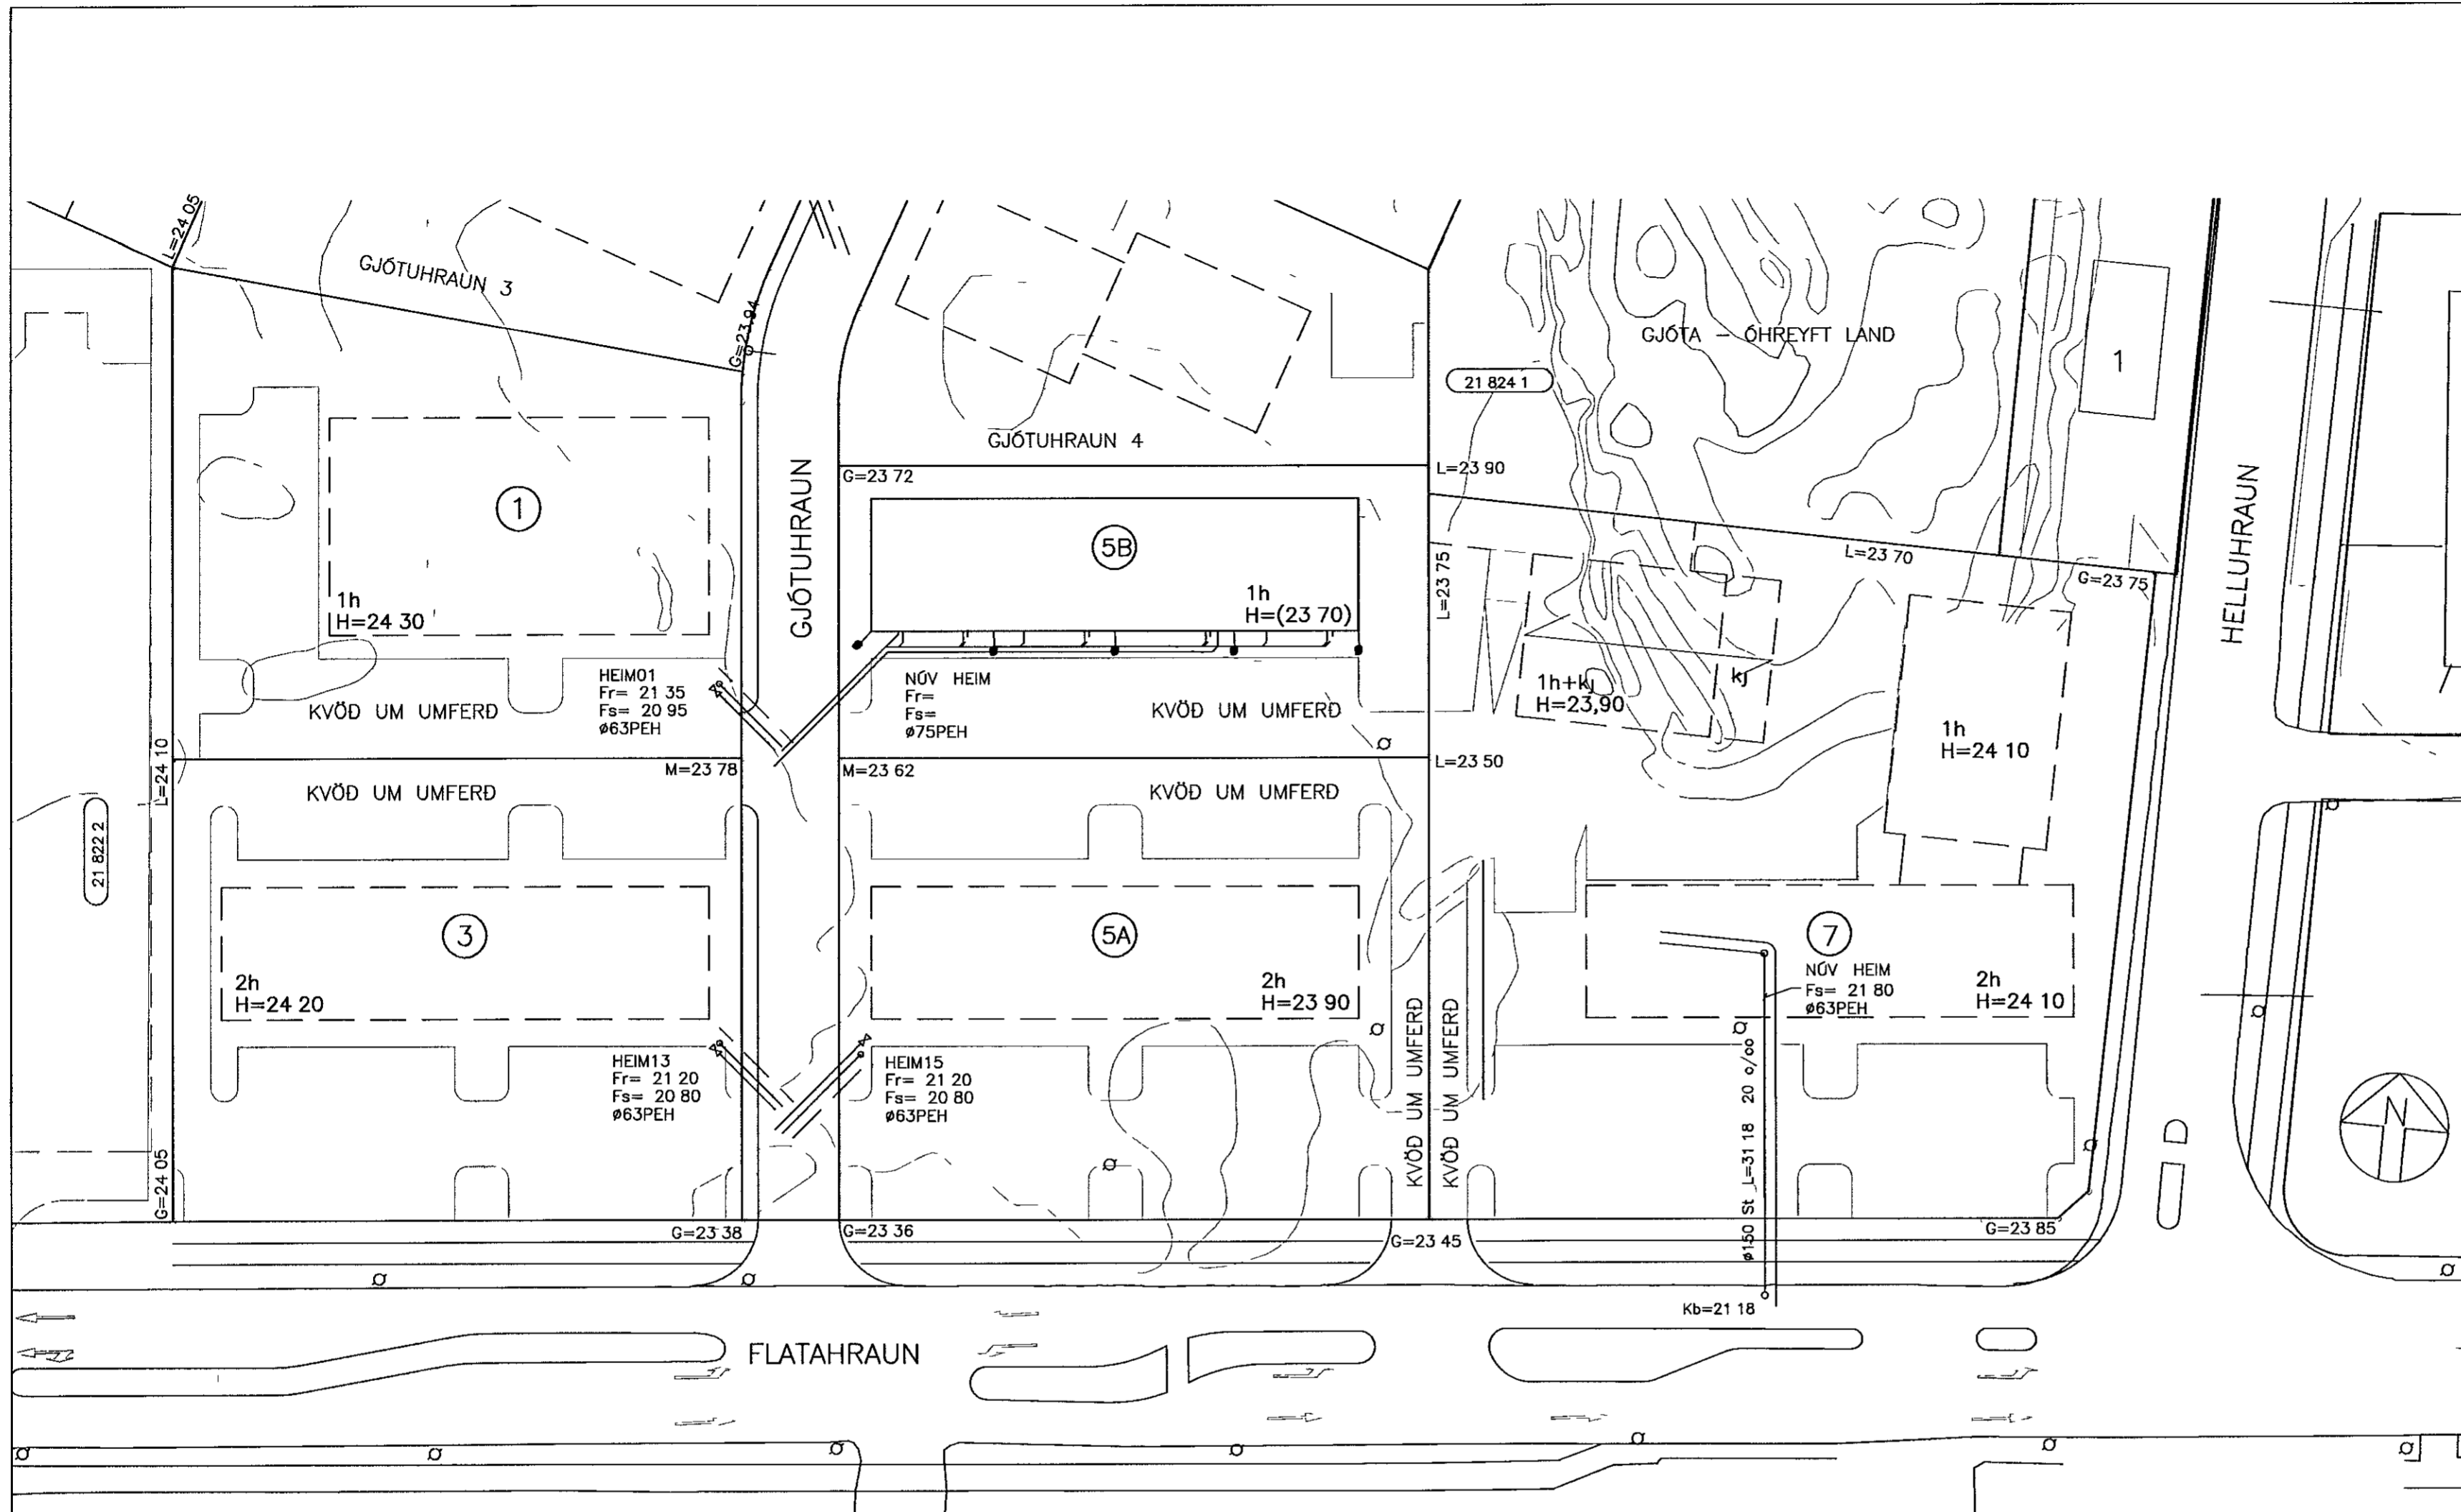 L=24 05
GJÓTUHRAUN 3
G=23,94
GJÓTA – ÓHREYFT LAND
1
21 824 1
GJÓTUHRAUN 4
G=23 72
L=23 90
1
5B
GJÓTUHRAUN
HELLUHRAUN
L=23 70
G=23 75
L=23 75
1h
H=24 30
1h
H=(23 70)
HEIM01
Fr= 21 35
Fs= 20 95
ø63PEH
NÚV HEIM
Fr=
Fs=
ø75PEH
1h+kj
H=23,90
kj
1h
H=24 10
KVÖÐ UM UMFERÐ
KVÖÐ UM UMFERÐ
L=24 10
M=23 78
M=23 62
L=23 50
KVÖÐ UM UMFERÐ
KVÖÐ UM UMFERÐ
21 822 2
3
5A
7
2h
H=24 20
2h
H=23 90
NÚV HEIM
Fs= 21 80
ø63PEH
2h
H=24 10
HEIM13
Fr= 21 20
Fs= 20 80
ø63PEH
HEIM15
Fr= 21 20
Fs= 20 80
ø63PEH
KVÖÐ UM UMFERÐ
KVÖÐ UM UMFERÐ
ø150 St L=31 18 20 o/oo
N
G=24 05
G=23 38
G=23 36
G=23 45
G=23 85
Kb=21 18
FLATAHRAUN